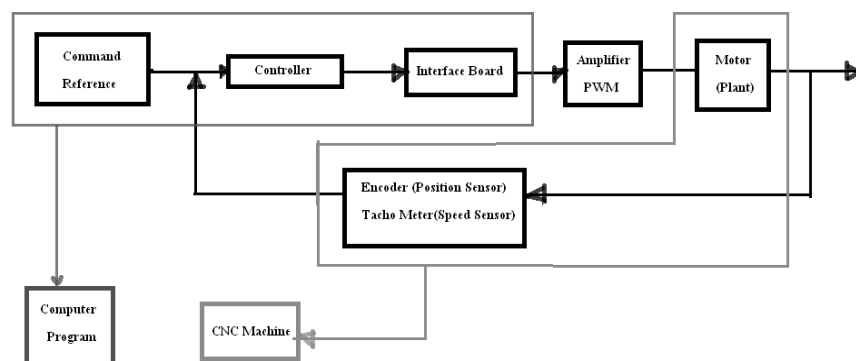 Command
Reference
Controller
Interface Board
Amplifier
PWM
Motor
(Plant)
Encoder (Position Sensor)
Tacho Meter(Speed Sensor)
Computer
Program
CNC Machine